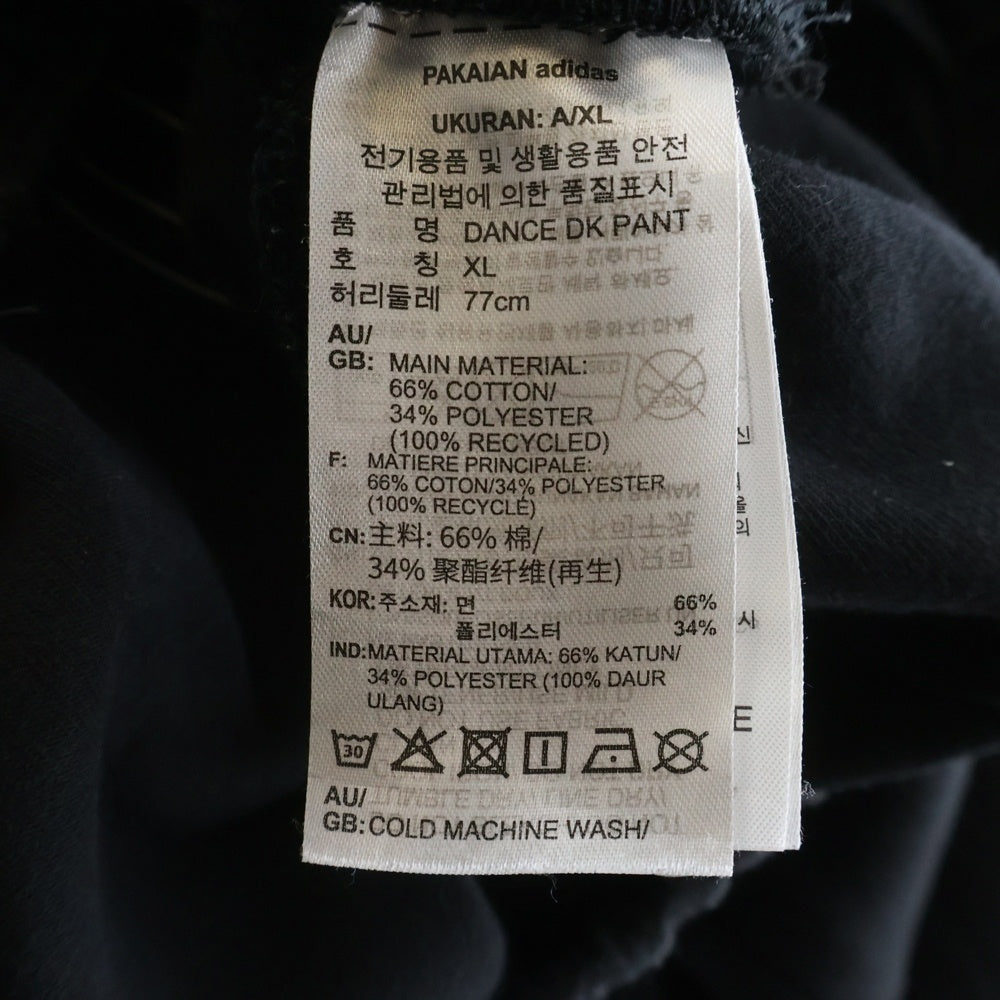 PAKAIAN adidas
UKURAN: A/XL
전기용품 및 생활용품 안전
관리법에 의한 품질표시
품 명 DANCE DK PANT
호 칭 XL
허리둘레 77cm
AU/
GB: MAIN MATERIAL:
66% COTTON/
34% POLYESTER
(100% RECYCLED)
F: MATIERE PRINCIPALE:
66% COTON/34% POLYESTER
(100% RECYCLÉ)
CN: 主料: 66% 棉/
34% 聚酯纤维(再生)
KOR: 주소재: 면 66%
폴리에스터 34%
IND: MATERIAL UTAMA: 66% KATUN/
34% POLYESTER (100% DAUR
ULANG)
30
AU/
GB: COLD MACHINE WASH/